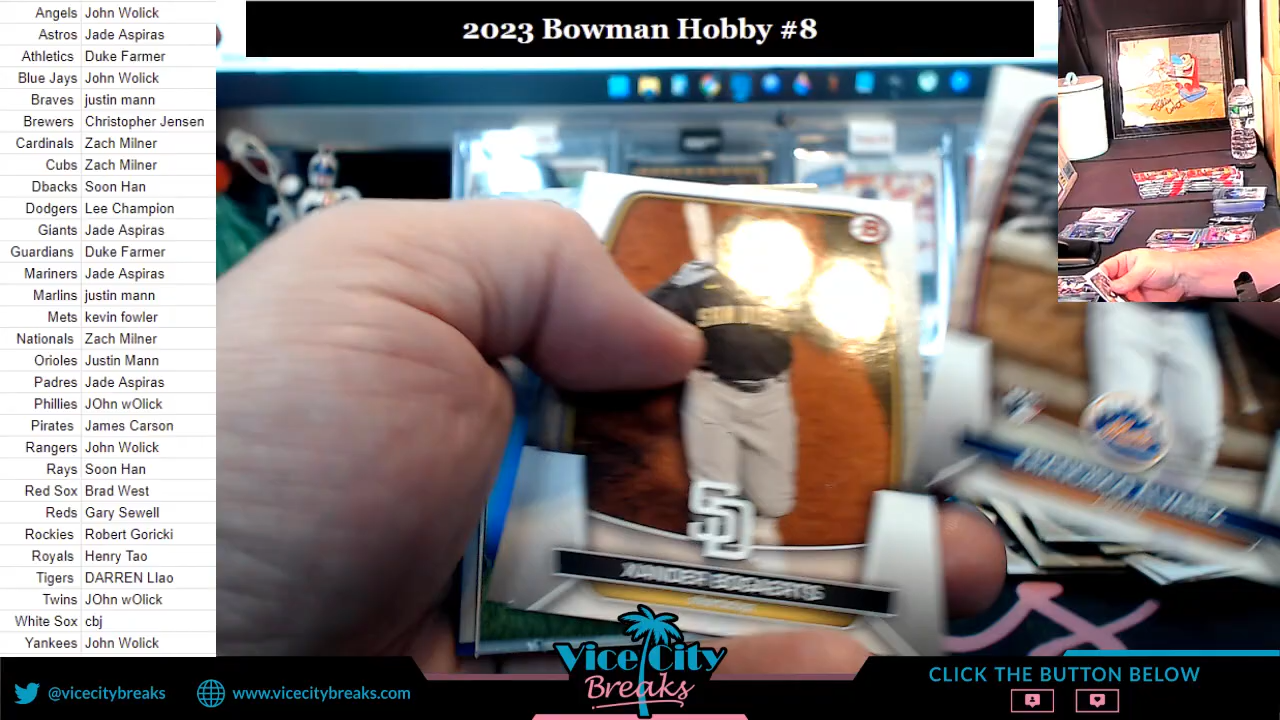 2023 Bowman Hobby #8
Angels John Wolick
Astros Jade Aspiras
Athletics Duke Farmer
Blue Jays John Wolick
Braves justin mann
Brewers Christopher Jensen
Cardinals Zach Milner
Cubs Zach Milner
Dbacks Soon Han
Dodgers Lee Champion
Giants Jade Aspiras
Guardians Duke Farmer
Mariners Jade Aspiras
Marlins justin mann
Mets kevin fowler
Nationals Zach Milner
Orioles Justin Mann
Padres Jade Aspiras
Phillies JOhn wOlick
Pirates James Carson
Rangers John Wolick
Rays Soon Han
Red Sox Brad West
Reds Gary Sewell
Rockies Robert Goricki
Royals Henry Tao
Tigers DARREN LIao
Twins JOhn wOlick
White Sox cbj
Yankees John Wolick
B
SD
XANDER BOGAERTS
Mets
@vicecitybreaks
www.vicecitybreaks.com
Vice City
Breaks
CLICK THE BUTTON BELOW